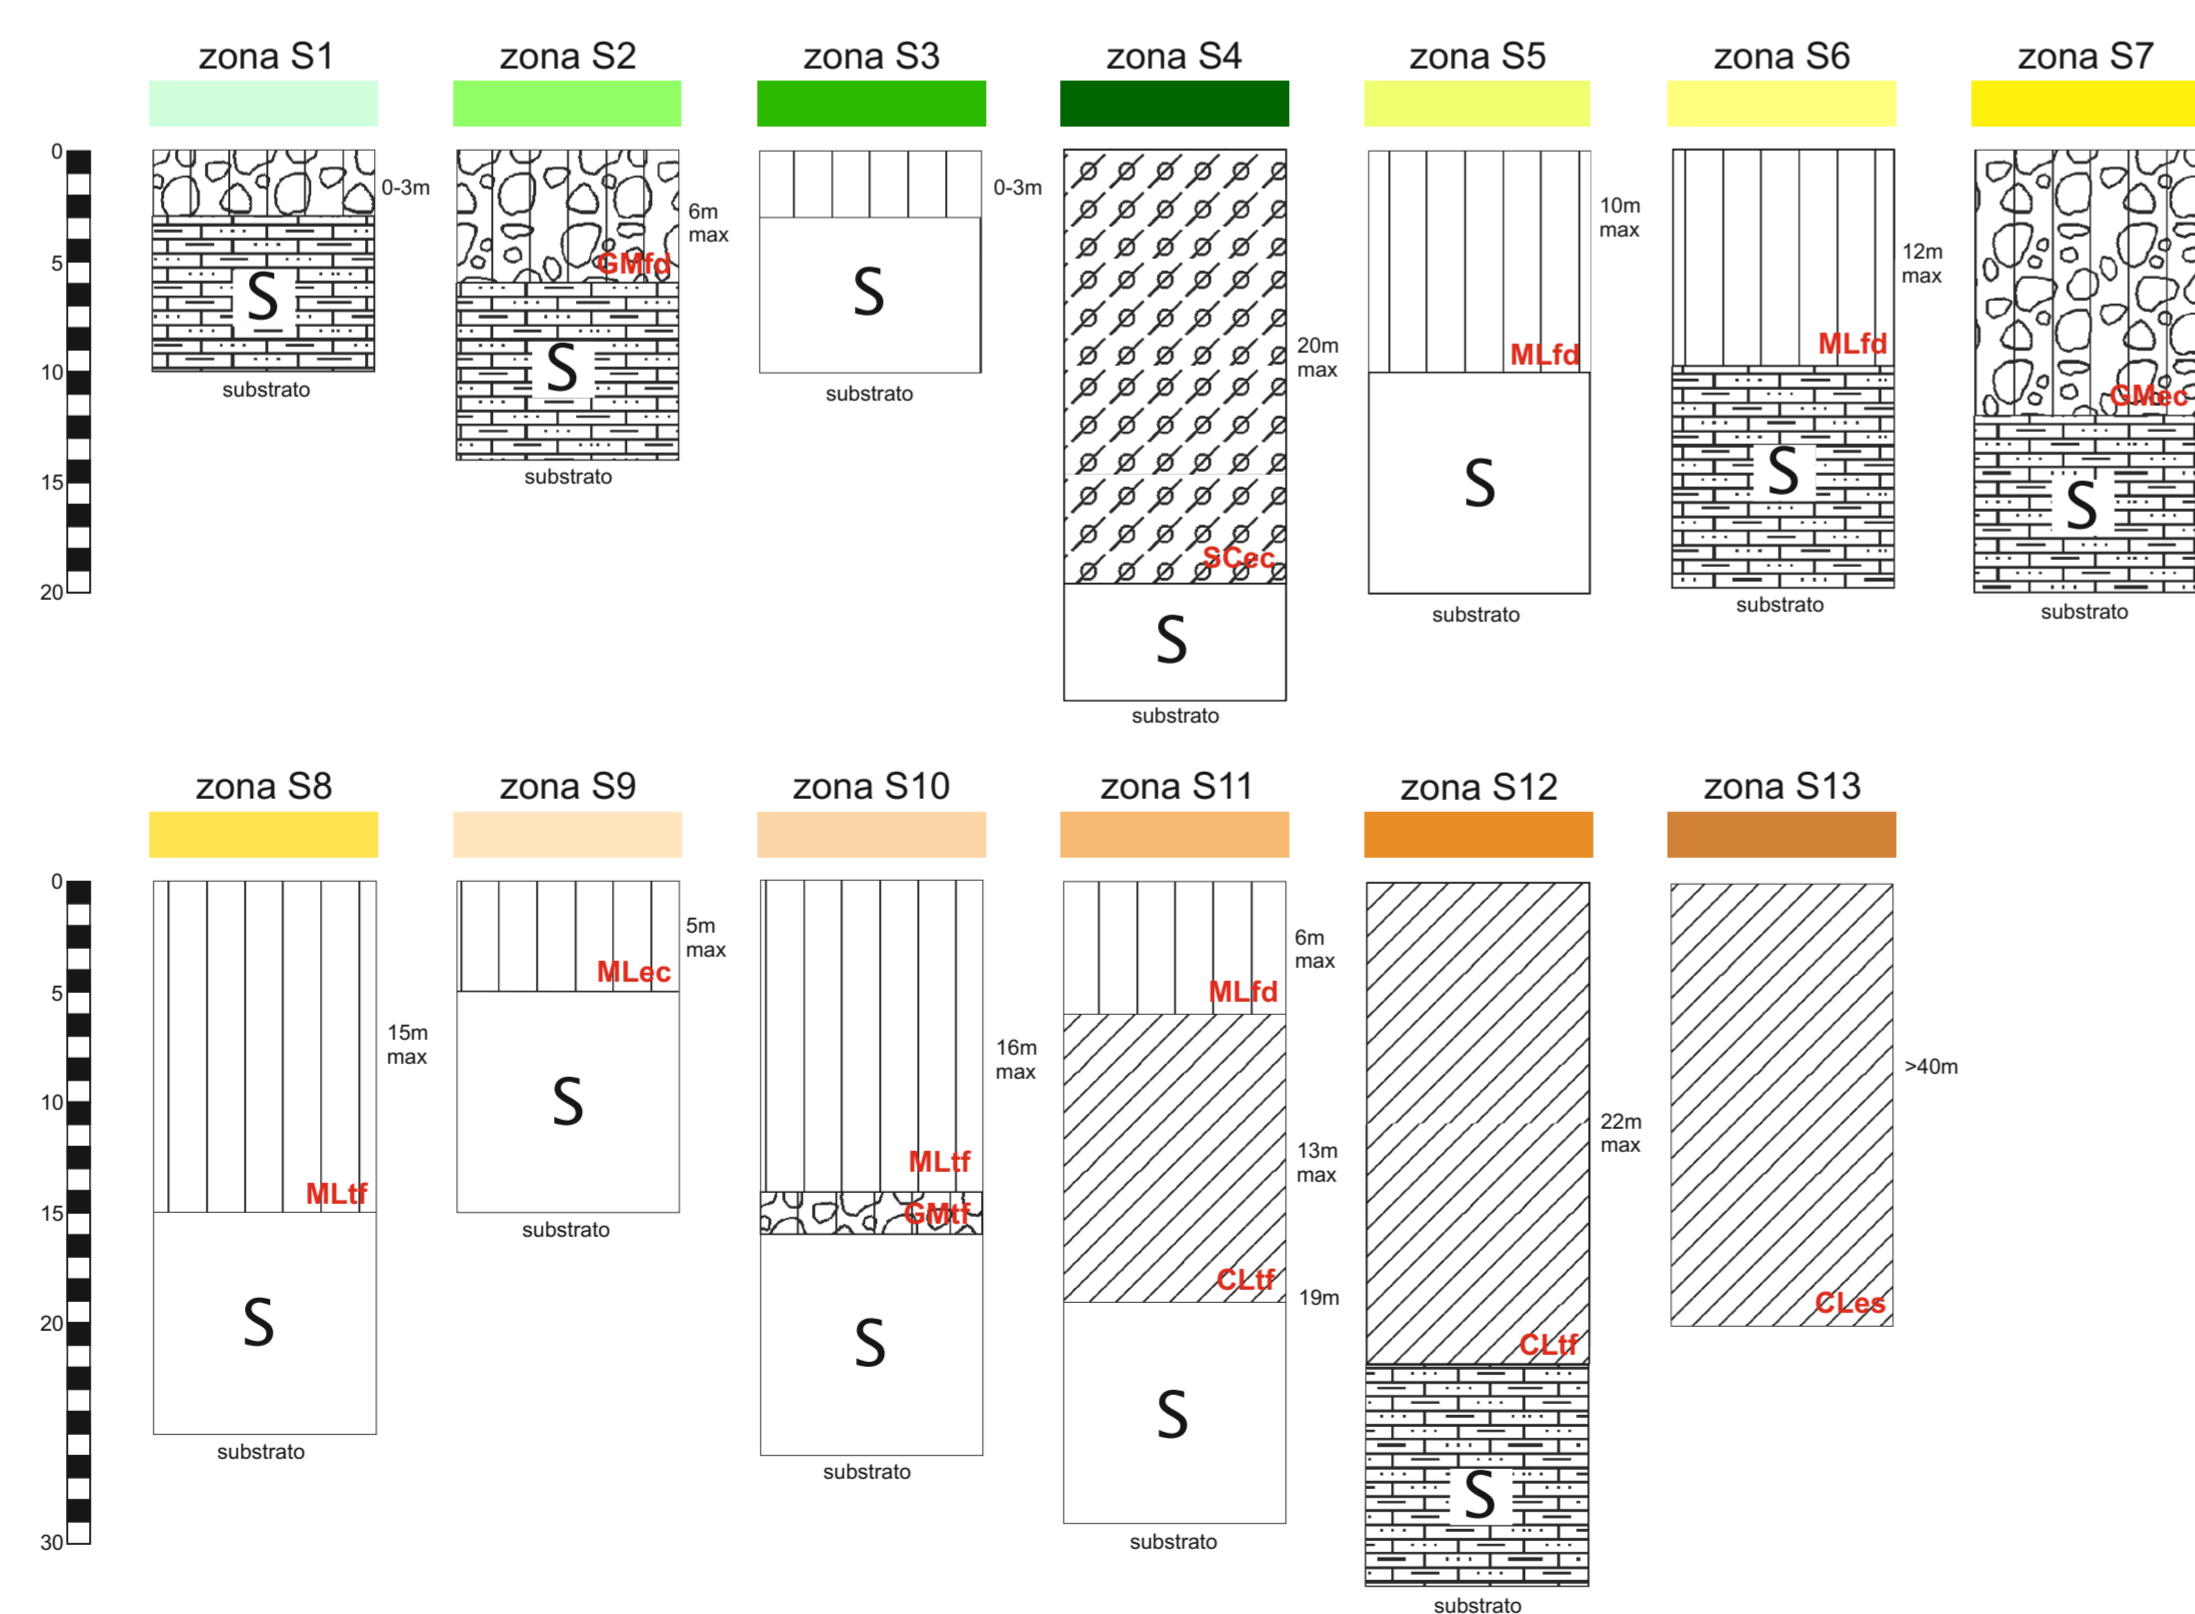 zona S1
zona S2
zona S3
zona S4
zona S5
zona S6
zona S7
0
5
10
15
20
0-3m
S
substrato
6m
max
GMfd
S
substrato
0-3m
S
substrato
20m
max
SCec
S
substrato
10m
max
MLfd
S
substrato
12m
max
MLfd
S
substrato
GMec
S
substrato
zona S8
zona S9
zona S10
zona S11
zona S12
zona S13
0
5
10
15
20
30
15m
max
MLtf
S
substrato
5m
max
MLec
S
substrato
16m
max
MLtf
GMtf
S
substrato
6m
max
MLfd
13m
max
CLtf
19m
S
substrato
22m
max
CLtf
S
substrato
>40m
CLes